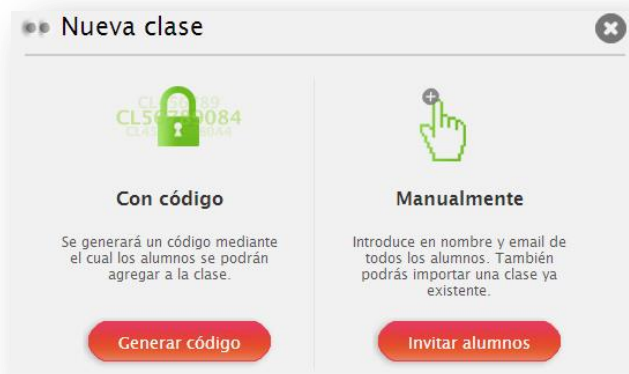 Nueva clase
Con código
Se generará un código mediante
el cual los alumnos se podrán
agregar a la clase.
Generar código
Manualmente
Introduce en nombre y email de
todos los alumnos. También
podrás importar una clase ya
existente.
Invitar alumnos